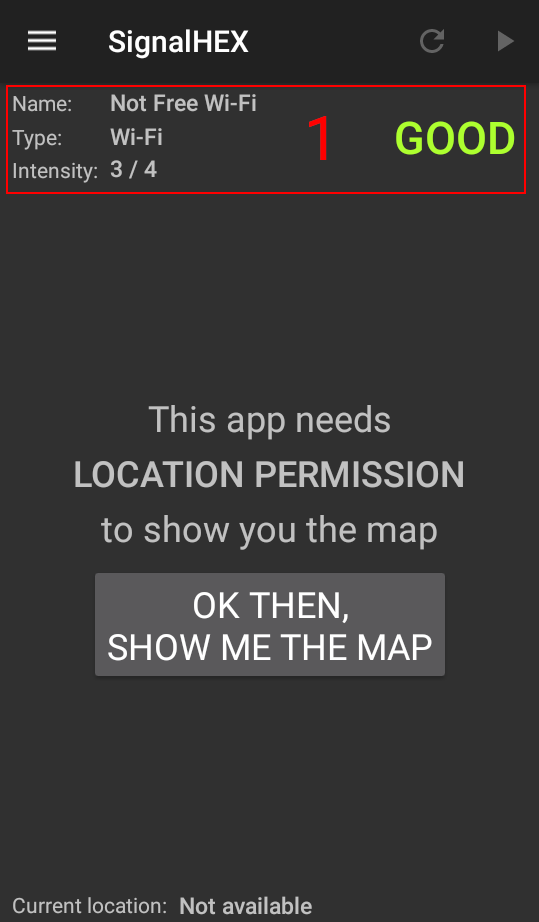 SignalHEX
Name: Not Free Wi-Fi
Type: Wi-Fi
Intensity: 3 / 4
1
GOOD
This app needs
LOCATION PERMISSION
to show you the map
OK THEN,
SHOW ME THE MAP
Current location: Not available